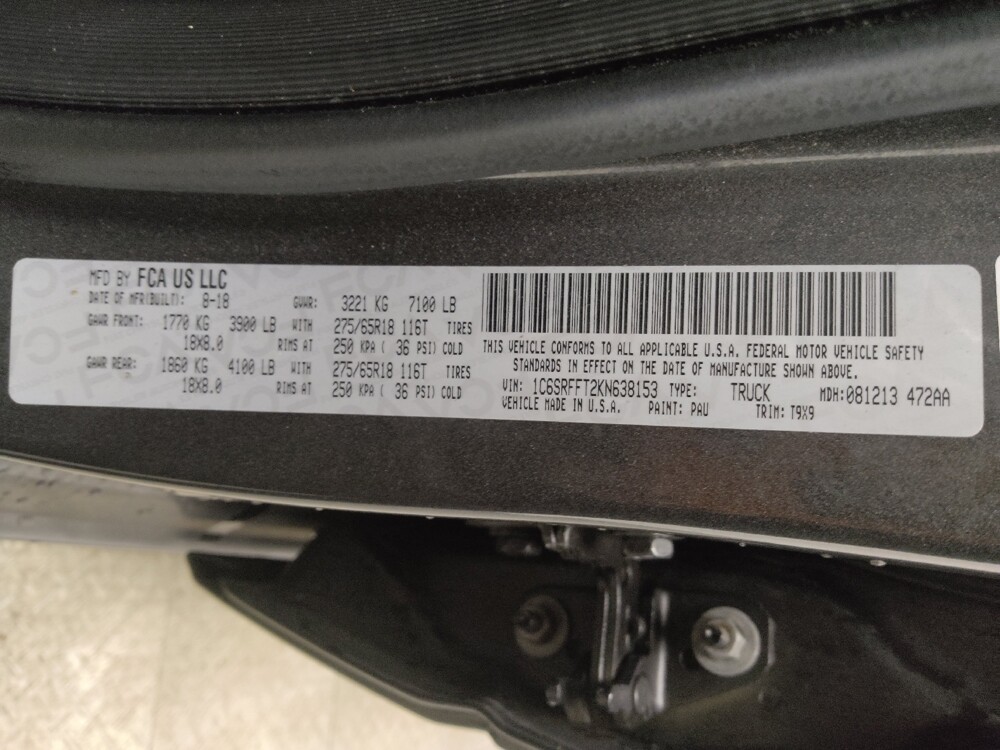 MFD BY FCA US LLC
DATE OF MFR(BUILT): 8-18 GVWR: 3221 KG 7100 LB
GAWR FRONT: 1770 KG 3900 LB WITH 275/65R18 116T TIRES
18X8.0 RIMS AT 250 KPA ( 36 PSI) COLD
GAWR REAR: 1860 KG 4100 LB WITH 275/65R18 116T TIRES
18X8.0 RIMS AT 250 KPA ( 36 PSI) COLD
THIS VEHICLE CONFORMS TO ALL APPLICABLE U.S.A. FEDERAL MOTOR VEHICLE SAFETY
STANDARDS IN EFFECT ON THE DATE OF MANUFACTURE SHOWN ABOVE.
VIN: 1C6SRFFT2KN638153 TYPE: TRUCK MDH:081213 472AA
VEHICLE MADE IN U.S.A. PAINT: PAU TRIM: T9X9